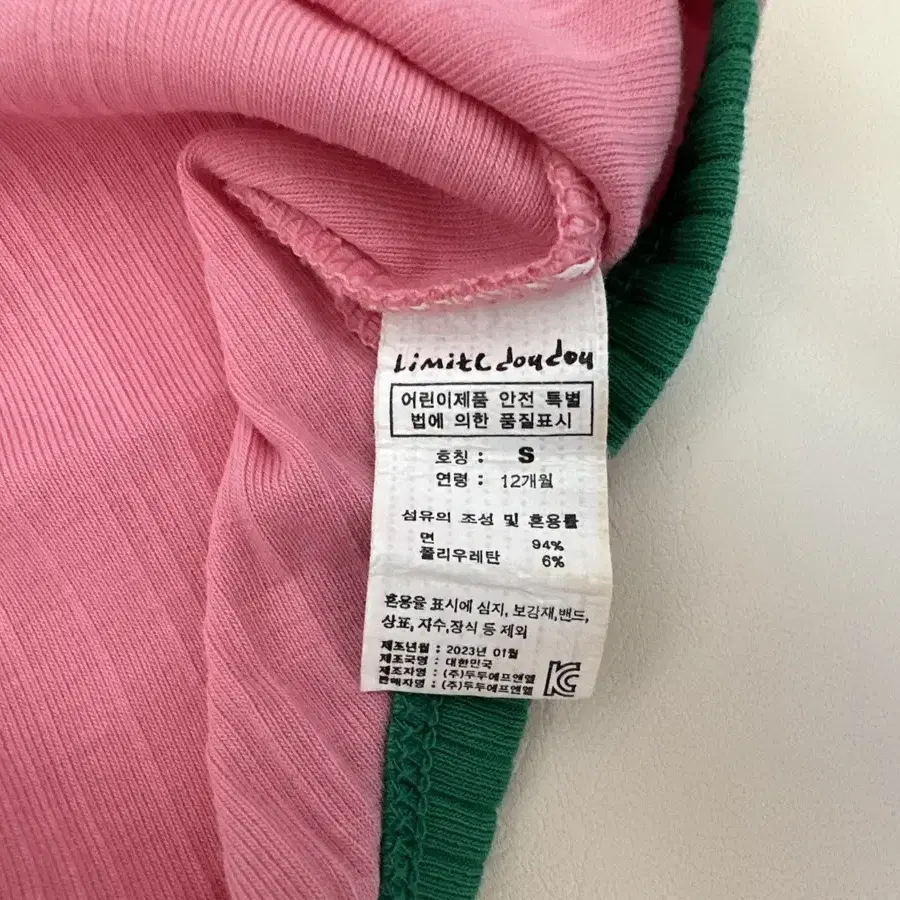 Limite doudou
어린이제품 안전 특별
법에 의한 품질표시
호칭 : S
연령 : 12개월
섬유의 조성 및 혼용률
면 94%
폴리우레탄 6%
혼용율 표시에 심지, 보강재,밴드,
상표, 자수,장식 등 제외
제조년월 : 2023년 01월
제조국명 : 대한민국
제조자명 : (주)두두에프앤엘
판매자명 : (주)두두에프앤엘
KC